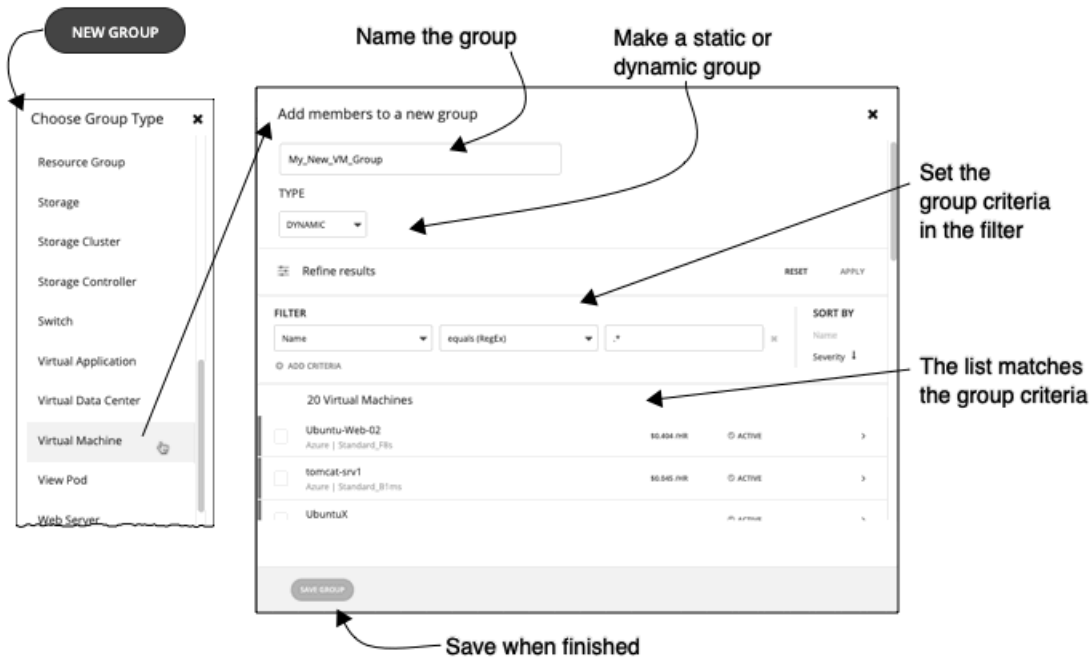 NEW GROUP
Name the group
Make a static or
dynamic group
Choose Group Type
Resource Group
Storage
Storage Cluster
Storage Controller
Switch
Virtual Application
Virtual Data Center
Virtual Machine
View Pod
Web Server
Add members to a new group
My_New_VM_Group
TYPE
DYNAMIC
Set the
group criteria
in the filter
Refine results
RESET APPLY
FILTER
SORT BY
Name equals (RegEx) .*
Name
Severity
ADD CRITERIA
The list matches
the group criteria
20 Virtual Machines
Ubuntu-Web-02
$0.404 /HR ACTIVE
Azure | Standard_F8s
tomcat-srv1
$0.045 /HR ACTIVE
Azure | Standard_B1ms
UbuntuX
ACTIVE
SAVE GROUP
Save when finished